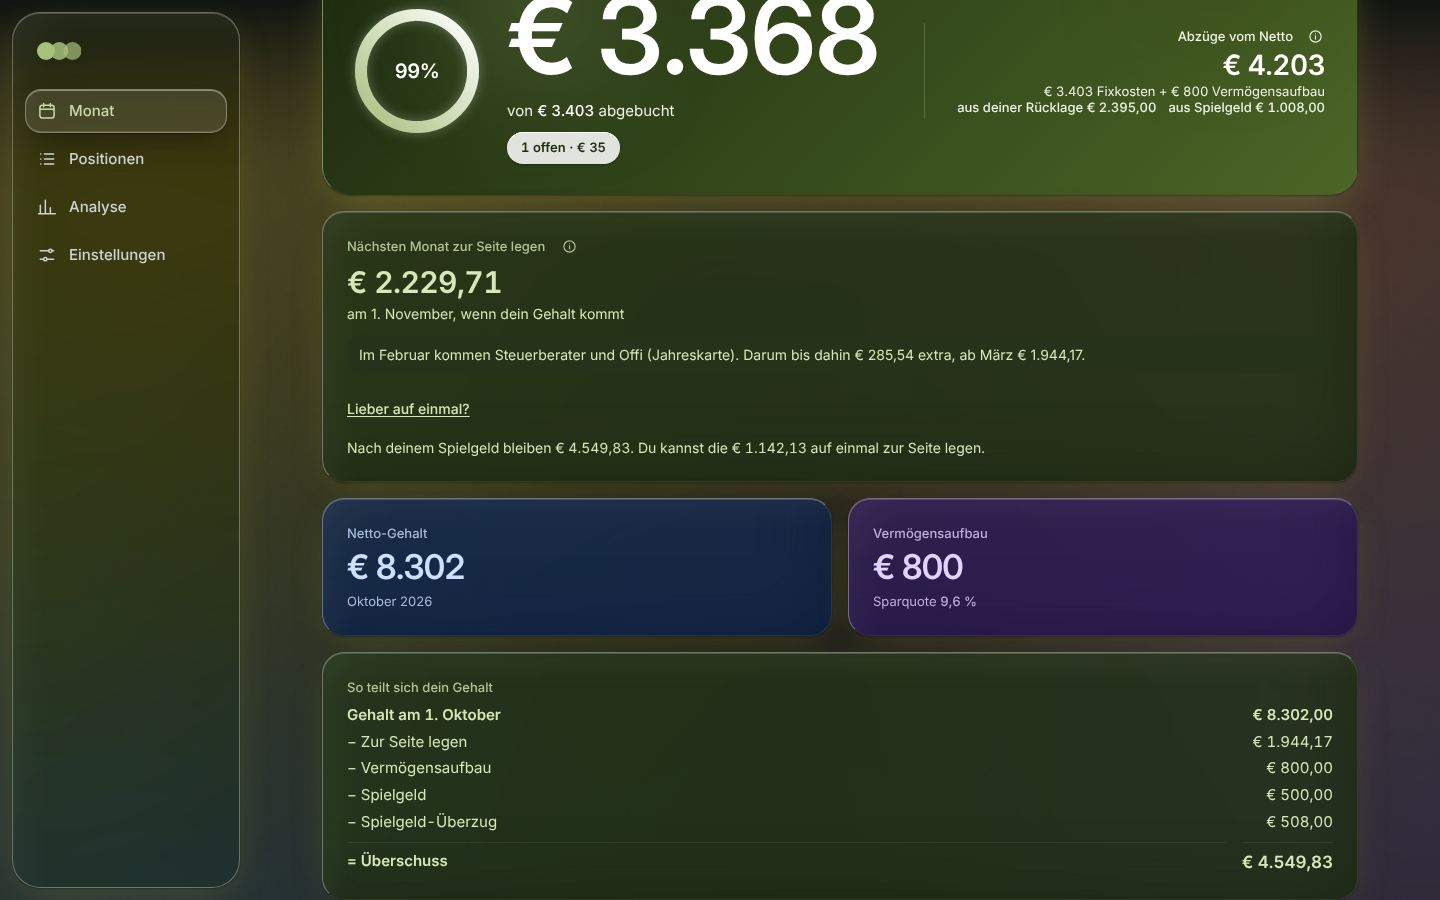 Monat
Positionen
Analyse
Einstellungen
99%
€ 3.368
von € 3.403 abgebucht
1 offen · € 35
Abzüge vom Netto
€ 4.203
€ 3.403 Fixkosten + € 800 Vermögensaufbau
aus deiner Rücklage € 2.395,00 aus Spielgeld € 1.008,00
Nächsten Monat zur Seite legen
€ 2.229,71
am 1. November, wenn dein Gehalt kommt
Im Februar kommen Steuerberater und Offi (Jahreskarte). Darum bis dahin € 285,54 extra, ab März € 1.944,17.
Lieber auf einmal?
Nach deinem Spielgeld bleiben € 4.549,83. Du kannst die € 1.142,13 auf einmal zur Seite legen.
Netto-Gehalt
€ 8.302
Oktober 2026
Vermögensaufbau
€ 800
Sparquote 9,6 %
So teilt sich dein Gehalt
Gehalt am 1. Oktober € 8.302,00
− Zur Seite legen € 1.944,17
− Vermögensaufbau € 800,00
− Spielgeld € 500,00
− Spielgeld-Überzug € 508,00
= Überschuss € 4.549,83